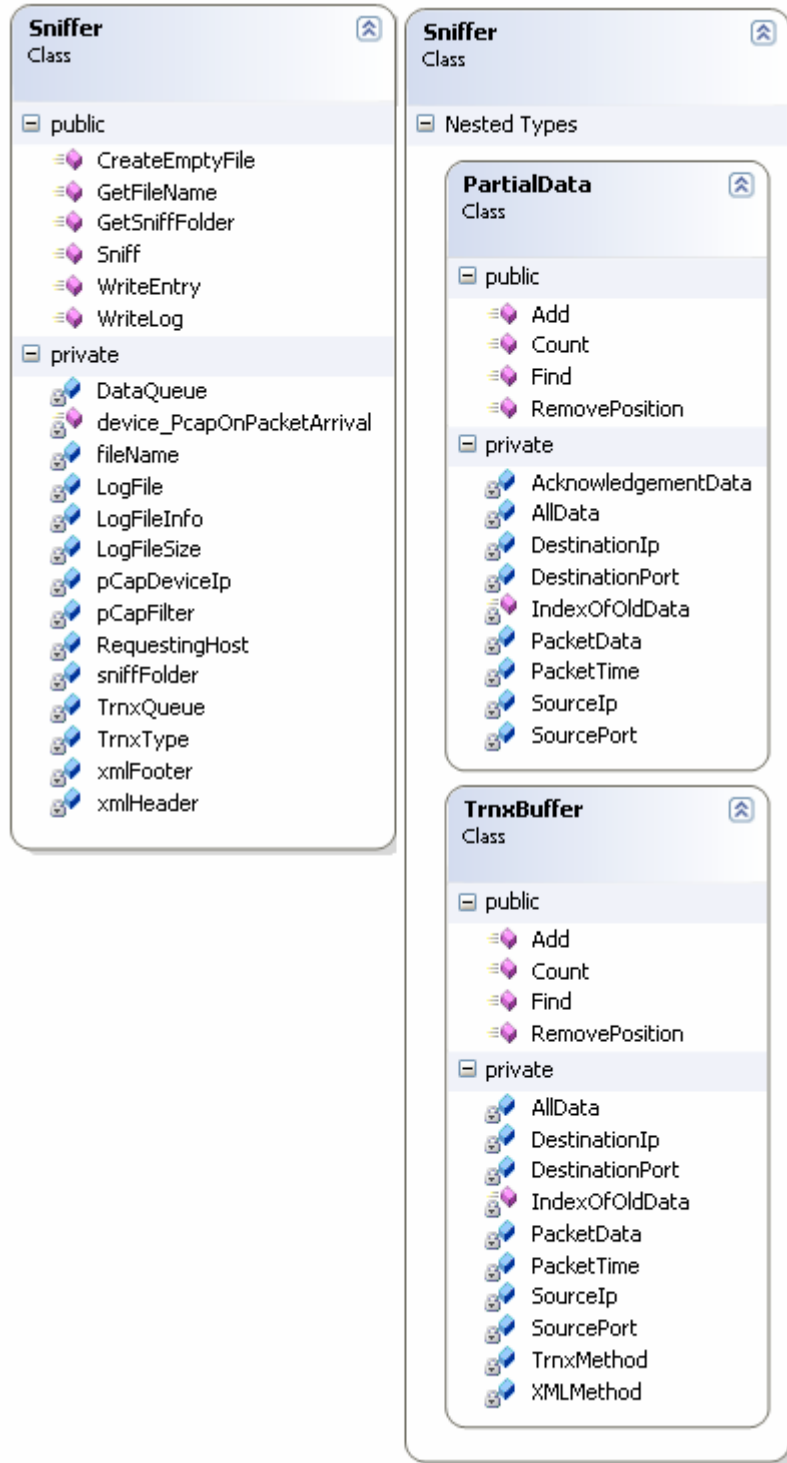 Sniffer
Class
public
CreateEmptyFile
GetFileName
GetSniffFolder
Sniff
WriteEntry
WriteLog
private
DataQueue
device_PcapOnPacketArrival
fileName
LogFile
LogFileInfo
LogFileSize
pCapDeviceIp
pCapFilter
RequestingHost
sniffFolder
TrnxQueue
TrnxType
xmlFooter
xmlHeader
Sniffer
Class
Nested Types
PartialData
Class
public
Add
Count
Find
RemovePosition
private
AcknowledgementData
AllData
DestinationIp
DestinationPort
IndexOfOldData
PacketData
PacketTime
SourceIp
SourcePort
TrnxBuffer
Class
public
Add
Count
Find
RemovePosition
private
AllData
DestinationIp
DestinationPort
IndexOfOldData
PacketData
PacketTime
SourceIp
SourcePort
TrnxMethod
XMLMethod